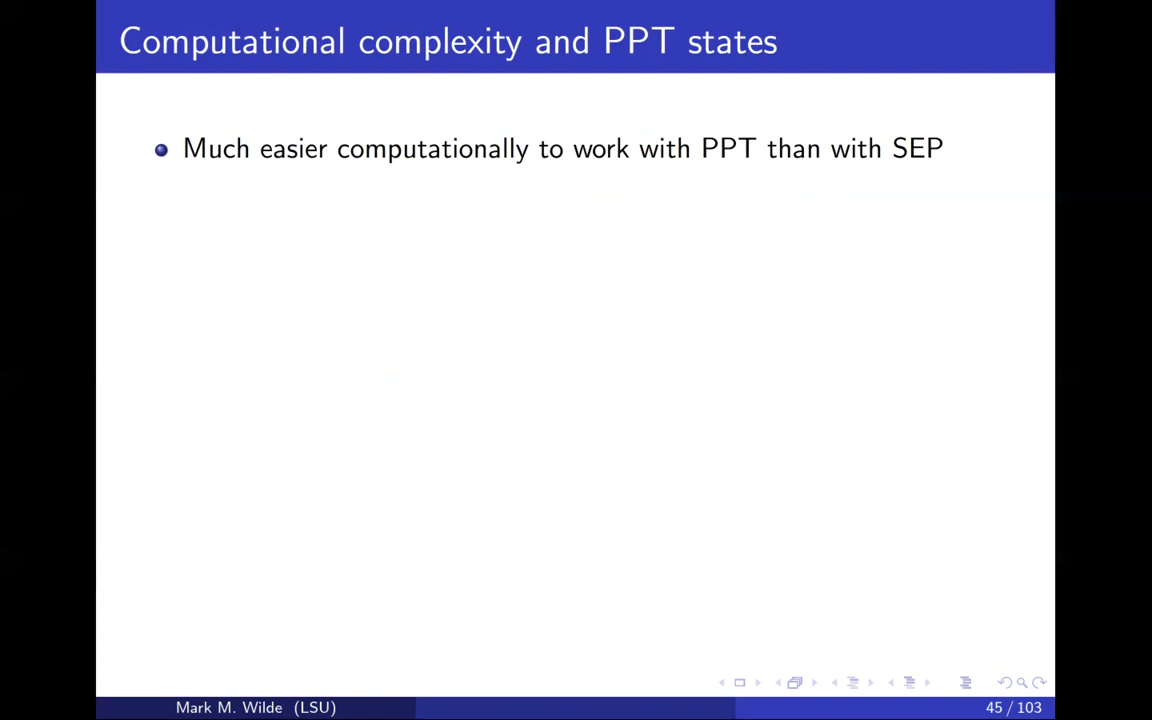 Computational complexity and PPT states
Much easier computationally to work with PPT than with SEP
Mark M. Wilde (LSU)
45 / 103